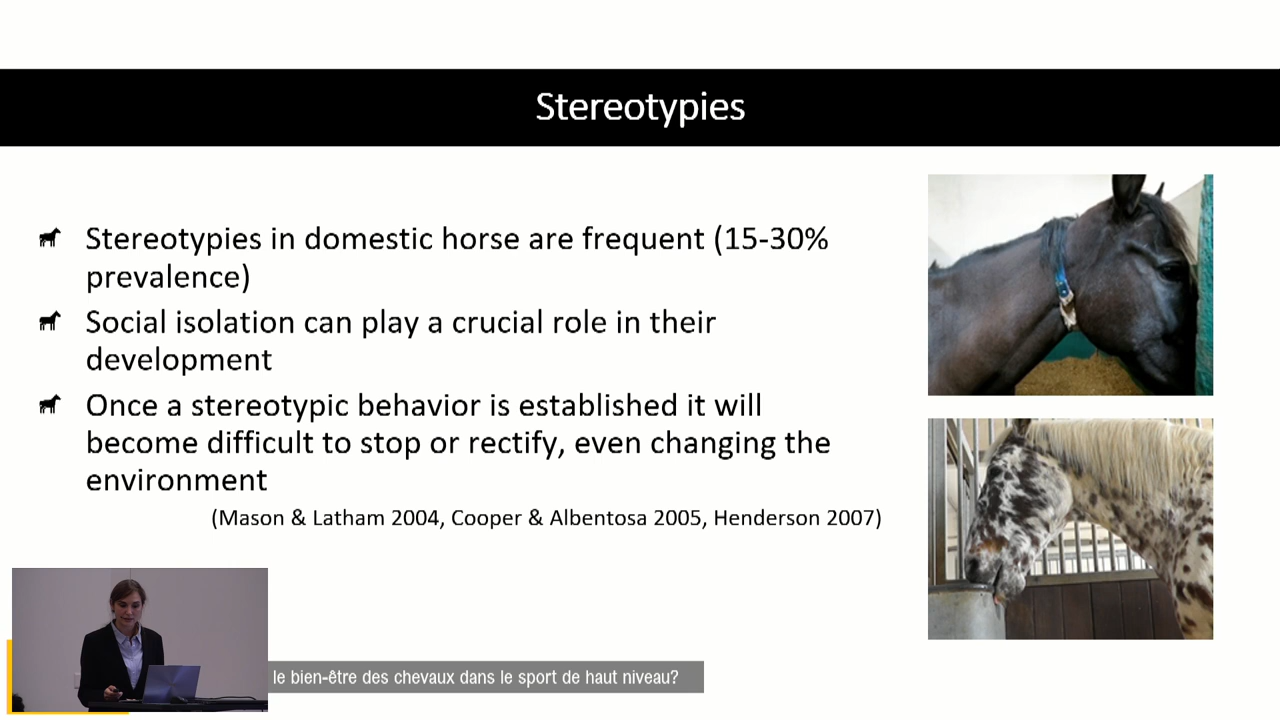 Stereotypies
Stereotypies in domestic horse are frequent (15-30%
prevalence)
Social isolation can play a crucial role in their
development
Once a stereotypic behavior is established it will
become difficult to stop or rectify, even changing the
environment
(Mason & Latham 2004, Cooper & Albentosa 2005, Henderson 2007)
le bien-être des chevaux dans le sport de haut niveau?